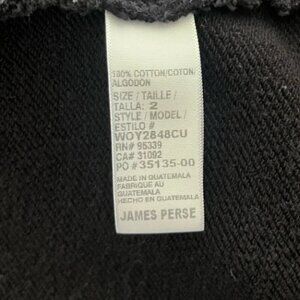 100% COTTON/COTON/
ALGODON
SIZE / TAILLE /
TALLA: 2
STYLE / MODEL /
ESTILO #
WOY2848CU
RN# 95339
CA# 31092
PO # 35135-00
MADE IN GUATEMALA
FABRIQUE AU
GUATEMALA
HECHO EN GUATEMALA
JAMES PERSE